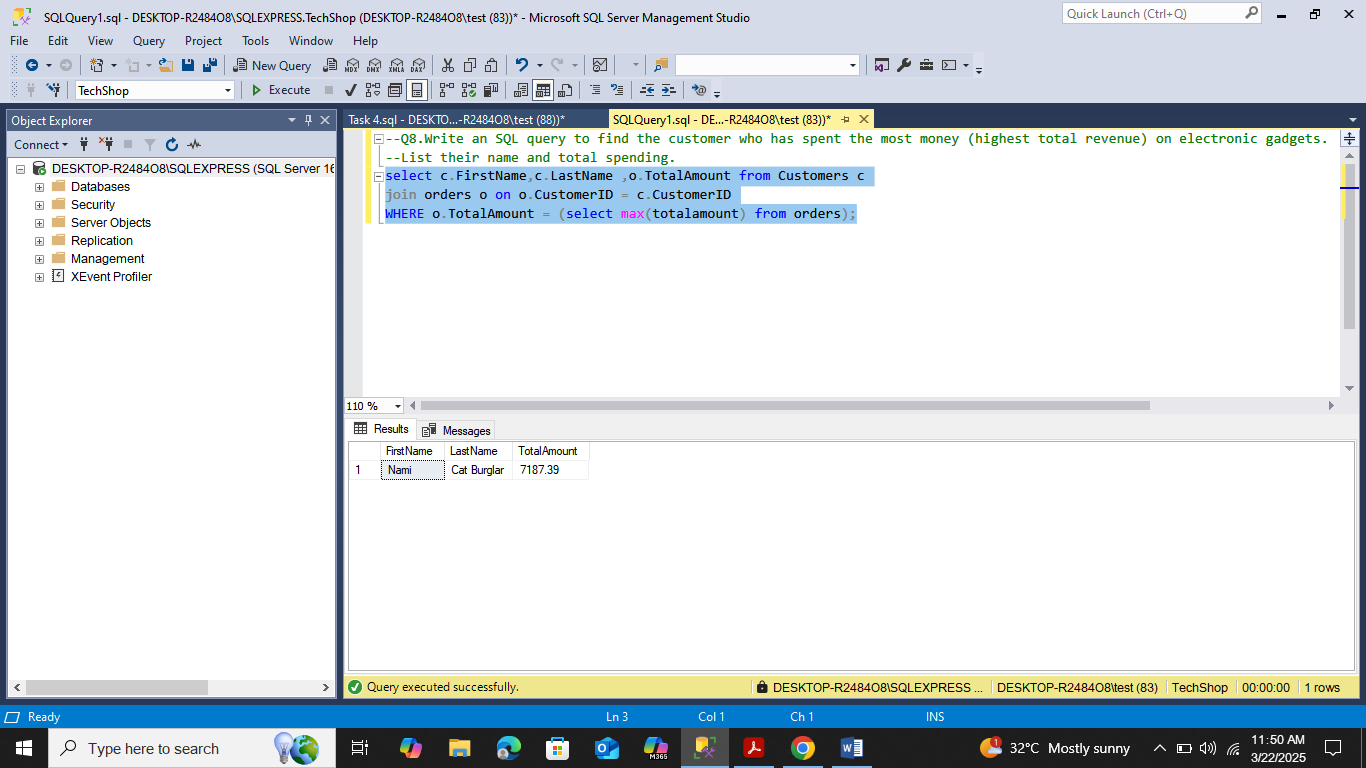 SQLQuery1.sql - DESKTOP-R2484O8\SQLEXPRESS.TechShop (DESKTOP-R2484O8\test (83))* - Microsoft SQL Server Management Studio
Quick Launch (Ctrl+Q)
File Edit View Query Project Tools Window Help
New Query MDX DMX XMLA DAX
TechShop Execute
Object Explorer
Task 4.sql - DESKTO...-R2484O8\test (88))* SQLQuery1.sql - DE...-R2484O8\test (83))*
Connect
DESKTOP-R2484O8\SQLEXPRESS (SQL Server 16
Databases
Security
Server Objects
Replication
Management
XEvent Profiler
--Q8.Write an SQL query to find the customer who has spent the most money (highest total revenue) on electronic gadgets.
--List their name and total spending.
select c.FirstName,c.LastName ,o.TotalAmount from Customers c
join orders o on o.CustomerID = c.CustomerID
WHERE o.TotalAmount = (select max(totalamount) from orders);
110 %
Results Messages
FirstName LastName TotalAmount
1 Nami Cat Burglar 7187.39
Query executed successfully. DESKTOP-R2484O8\SQLEXPRESS ... DESKTOP-R2484O8\test (83) TechShop 00:00:00 1 rows
Ready Ln 3 Col 1 Ch 1 INS
Type here to search
M365
1
32°C Mostly sunny
11:50 AM
3/22/2025